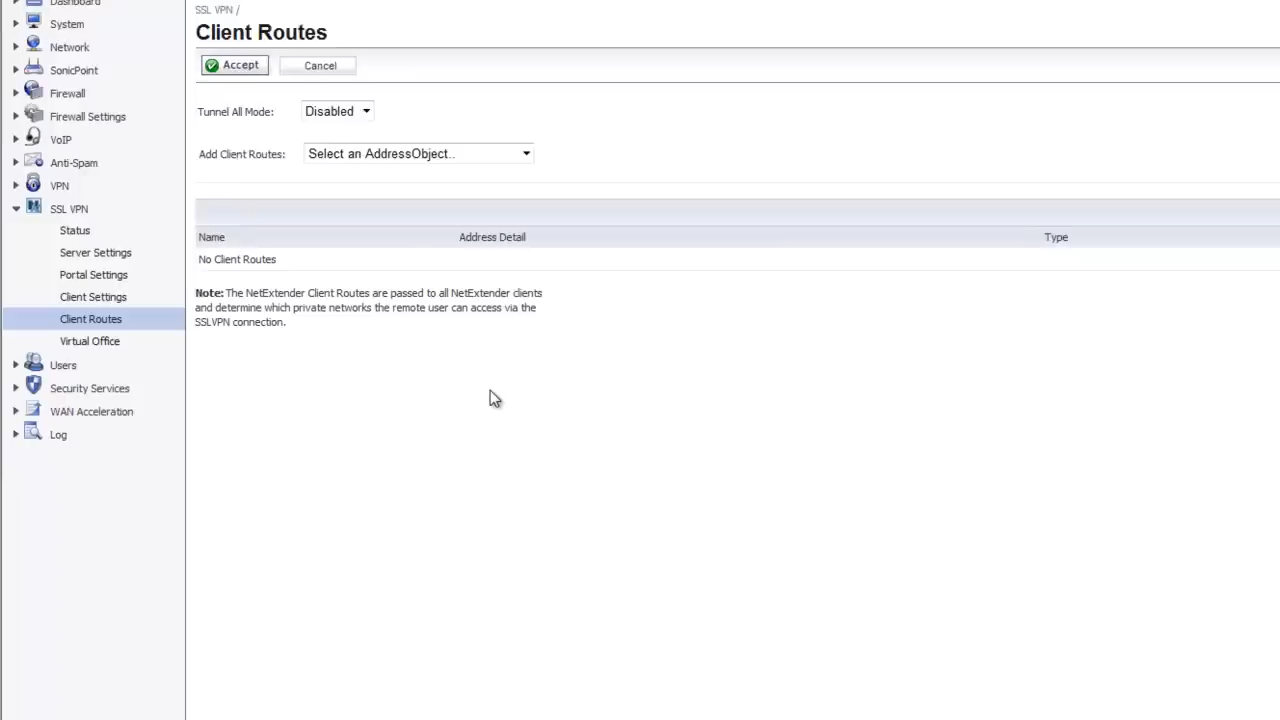 Dashboard
System
Network
SonicPoint
Firewall
Firewall Settings
VoIP
Anti-Spam
VPN
SSL VPN
Status
Server Settings
Portal Settings
Client Settings
Client Routes
Virtual Office
Users
Security Services
WAN Acceleration
Log
SSL VPN /
Client Routes
Accept Cancel
Tunnel All Mode: Disabled
Add Client Routes: Select an AddressObject..
Name Address Detail Type
No Client Routes
Note: The NetExtender Client Routes are passed to all NetExtender clients
and determine which private networks the remote user can access via the
SSLVPN connection.